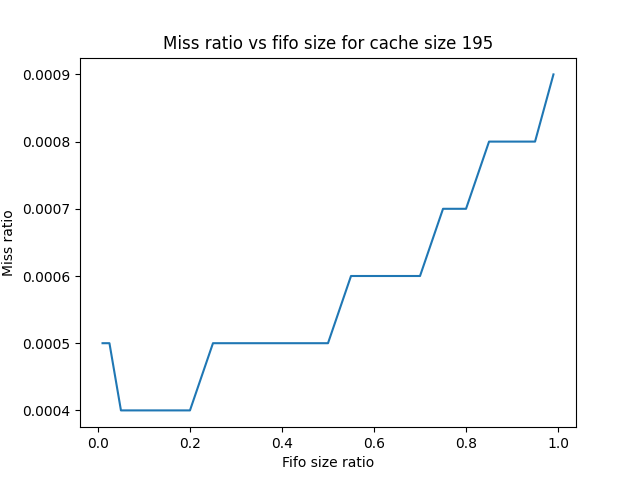 Miss ratio vs fifo size for cache size 195
Miss ratio
0.0009
0.0008
0.0007
0.0006
0.0005
0.0004
0.0 0.2 0.4 0.6 0.8 1.0
Fifo size ratio